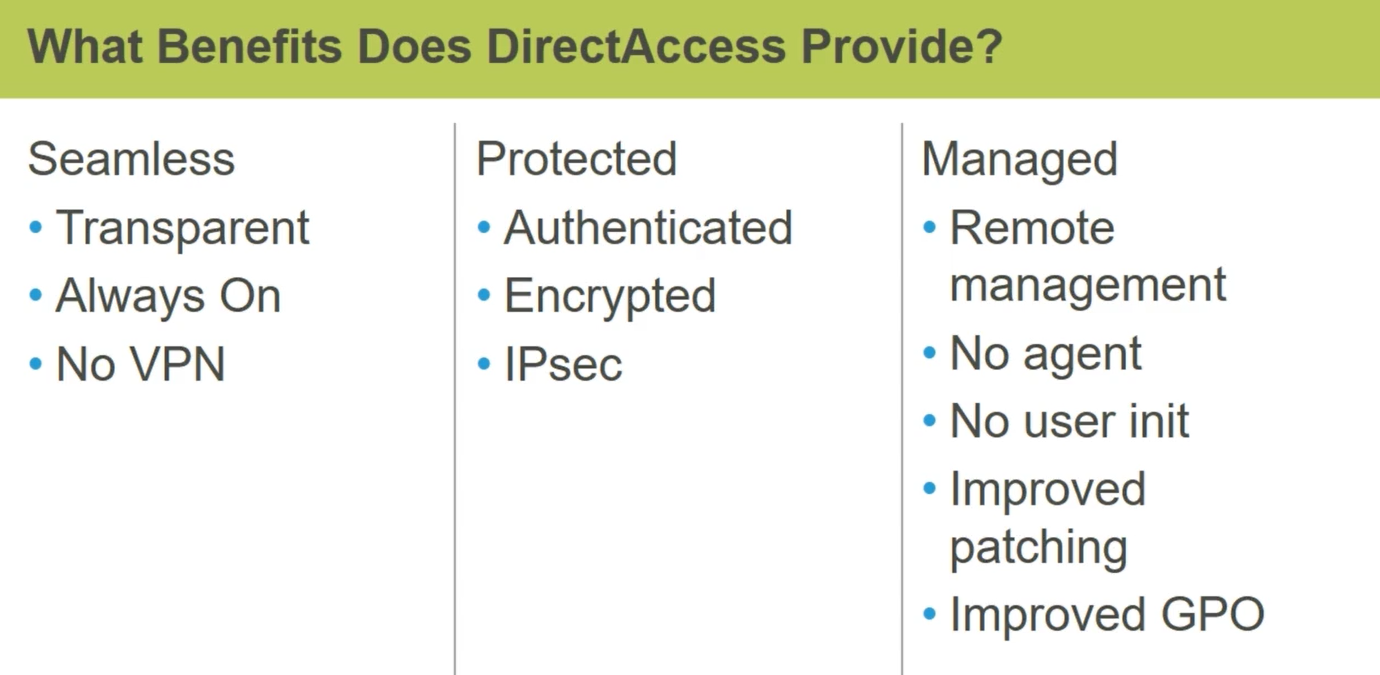 What Benefits Does DirectAccess Provide?
Seamless
• Transparent
• Always On
• No VPN
Protected
• Authenticated
• Encrypted
• IPsec
Managed
• Remote
management
• No agent
• No user init
• Improved
patching
• Improved GPO